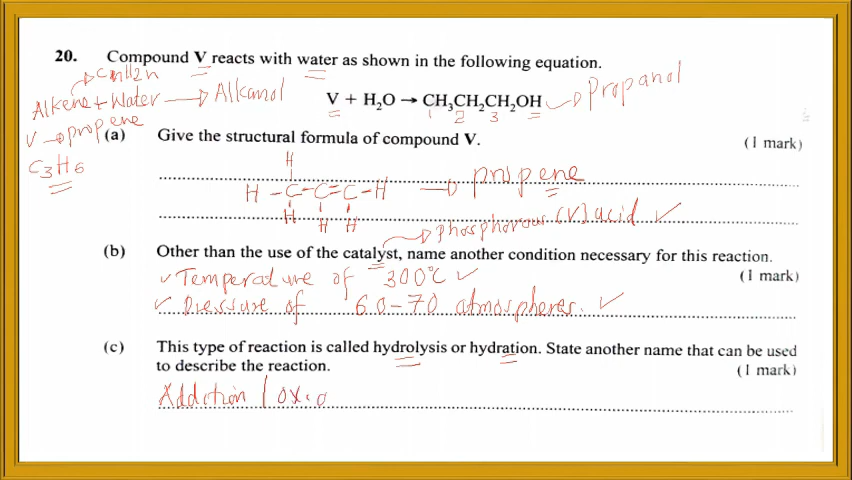 20. Compound V reacts with water as shown in the following equation.
CnH2n
Alkene + Water → Alkanol
V + H₂O → CH₃CH₂CH₂OH → Propanol
1 2 3
V → propene
C3H6
(a) Give the structural formula of compound V. (1 mark)
H
H - C - C = C - H → propene
H H H
phosphorous (V) acid ✓
(b) Other than the use of the catalyst, name another condition necessary for this reaction.
(1 mark)
✓ Temperature of 300°C ✓
✓ Pressure of 60-70 atmospheres. ✓
(c) This type of reaction is called hydrolysis or hydration. State another name that can be used
to describe the reaction. (1 mark)
Addition / ox.o